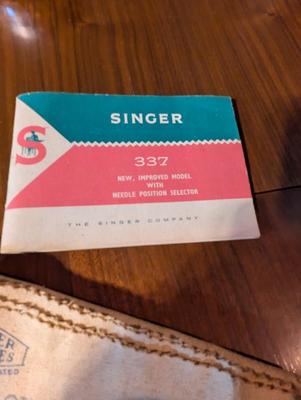 SINGER
S
337
NEW, IMPROVED MODEL
WITH
NEEDLE POSITION SELECTOR
THE SINGER COMPANY